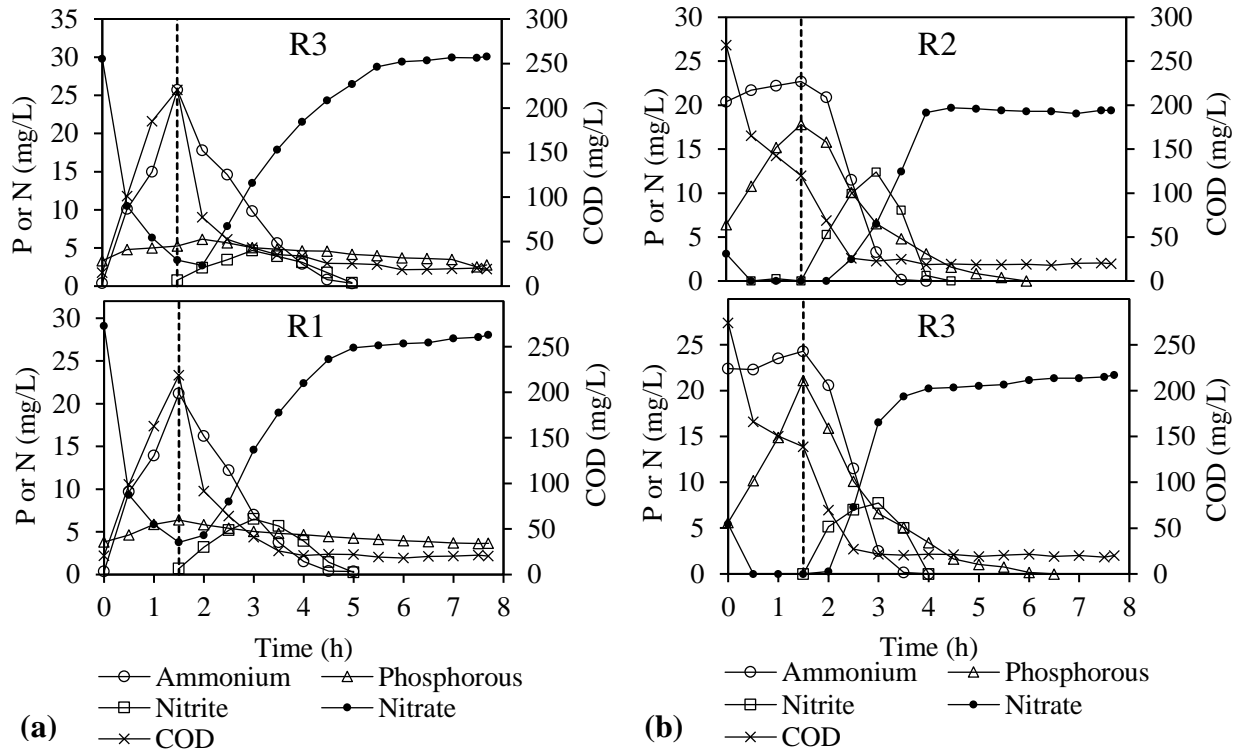 35
30
25
20
15
10
5
0
P or N (mg/L)
R3
300
250
200
150
100
50
0
COD (mg/L)
30
25
20
15
10
5
0
P or N (mg/L)
R1
250
200
150
100
50
0
COD (mg/L)
0 1 2 3 4 5 6 7 8
Time (h)
Ammonium Phosphorous
Nitrite Nitrate
COD
(a)
30
25
20
15
10
5
0
P or N (mg/L)
R2
300
250
200
150
100
50
0
COD (mg/L)
25
20
15
10
5
0
P or N (mg/L)
R3
250
200
150
100
50
0
COD (mg/L)
0 1 2 3 4 5 6 7 8
Time (h)
Ammonium Phosphorous
Nitrite Nitrate
COD
(b)